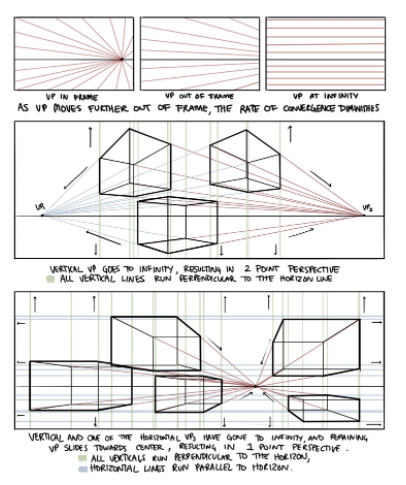 VP IN FRAME
VP OUT OF FRAME
VP AT INFINITY
AS VP MOVES FURTHER OUT OF FRAME, THE RATE OF CONVERGENCE DIMINISHES
VP₁
VP₂
VERTICAL VP GOES TO INFINITY, RESULTING IN 2 POINT PERSPECTIVE
ALL VERTICAL LINES RUN PERPENDICULAR TO THE HORIZON LINE
VERTICAL AND ONE OF THE HORIZONTAL VPS HAVE GONE TO INFINITY, AND REMAINING
VP SLIDES TOWARDS CENTER, RESULTING IN 1 POINT PERSPECTIVE.
ALL VERTICALS RUN PERPENDICULAR TO THE HORIZON,
HORIZONTAL LINES RUN PARALLEL TO HORIZON.